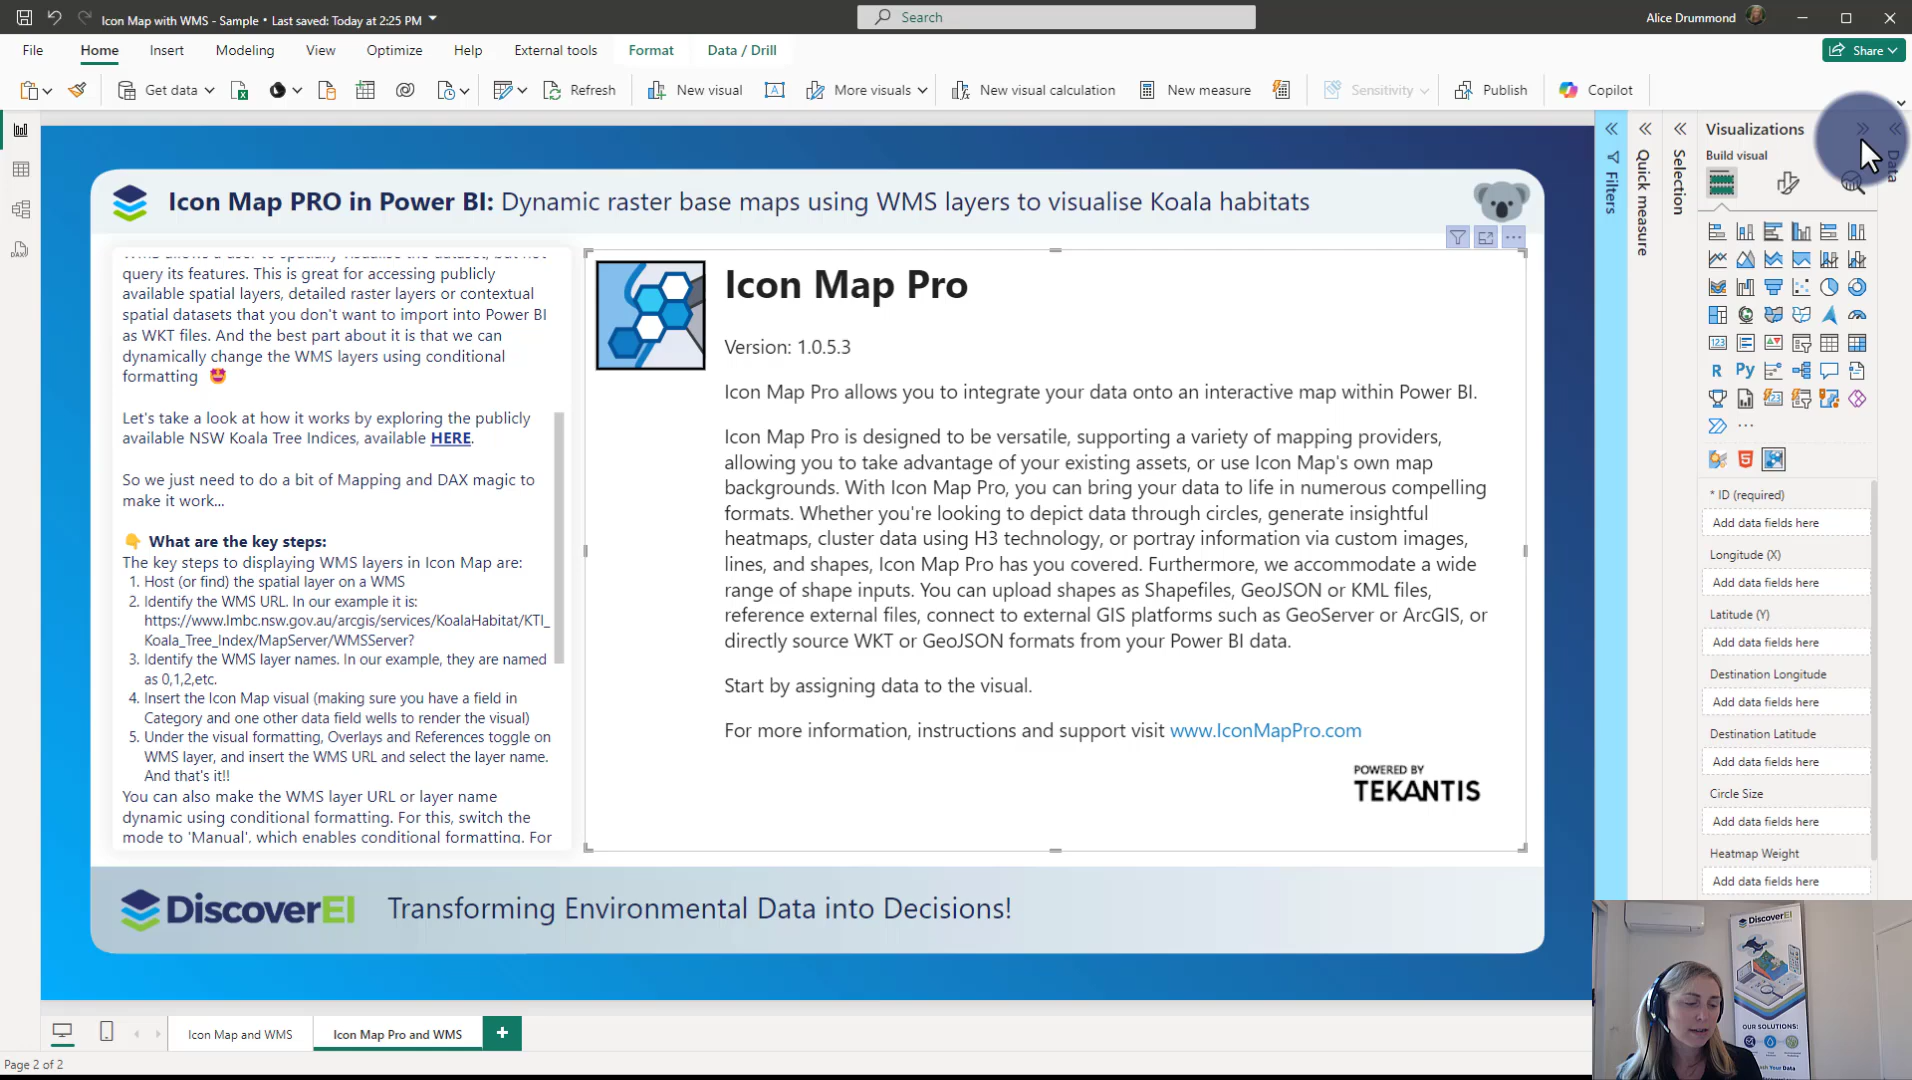 Icon Map with WMS - Sample • Last saved: Today at 2:25 PM
Search
Alice Drummond
File
Home
Insert
Modeling
View
Optimize
Help
External tools
Format
Data / Drill
Share
Get data
Refresh
New visual
More visuals
New visual calculation
New measure
Sensitivity
Publish
Copilot
Icon Map PRO in Power BI: Dynamic raster base maps using WMS layers to visualise Koala habitats
query its features. This is great for accessing publicly
available spatial layers, detailed raster layers or contextual
spatial datasets that you don't want to import into Power BI
as WKT files. And the best part about it is that we can
dynamically change the WMS layers using conditional
formatting
Let's take a look at how it works by exploring the publicly
available NSW Koala Tree Indices, available HERE.
So we just need to do a bit of Mapping and DAX magic to
make it work...
What are the key steps:
The key steps to displaying WMS layers in Icon Map are:
1. Host (or find) the spatial layer on a WMS
2. Identify the WMS URL. In our example it is:
https://www.lmbc.nsw.gov.au/arcgis/services/KoalaHabitat/KTI_
Koala_Tree_Index/MapServer/WMSServer?
3. Identify the WMS layer names. In our example, they are named
as 0,1,2,etc.
4. Insert the Icon Map visual (making sure you have a field in
Category and one other data field wells to render the visual)
5. Under the visual formatting, Overlays and References toggle on
WMS layer, and insert the WMS URL and select the layer name.
And that's it!!
You can also make the WMS layer URL or layer name
dynamic using conditional formatting. For this, switch the
mode to 'Manual', which enables conditional formatting. For
Icon Map Pro
Version: 1.0.5.3
Icon Map Pro allows you to integrate your data onto an interactive map within Power BI.
Icon Map Pro is designed to be versatile, supporting a variety of mapping providers,
allowing you to take advantage of your existing assets, or use Icon Map's own map
backgrounds. With Icon Map Pro, you can bring your data to life in numerous compelling
formats. Whether you're looking to depict data through circles, generate insightful
heatmaps, cluster data using H3 technology, or portray information via custom images,
lines, and shapes, Icon Map Pro has you covered. Furthermore, we accommodate a wide
range of shape inputs. You can upload shapes as Shapefiles, GeoJSON or KML files,
reference external files, connect to external GIS platforms such as GeoServer or ArcGIS, or
directly source WKT or GeoJSON formats from your Power BI data.
Start by assigning data to the visual.
For more information, instructions and support visit www.IconMapPro.com
POWERED BY
TEKANTIS
DiscoverEI
Transforming Environmental Data into Decisions!
Filters
Quick measure
Selection
Visualizations
Data
Build visual
123
R
Py
* ID (required)
Add data fields here
Longitude (X)
Add data fields here
Latitude (Y)
Add data fields here
Destination Longitude
Add data fields here
Destination Latitude
Add data fields here
Circle Size
Add data fields here
Heatmap Weight
Add data fields here
DiscoverEI
OUR SOLUTIONS:
DAX
Icon Map and WMS
Icon Map Pro and WMS
Page 2 of 2